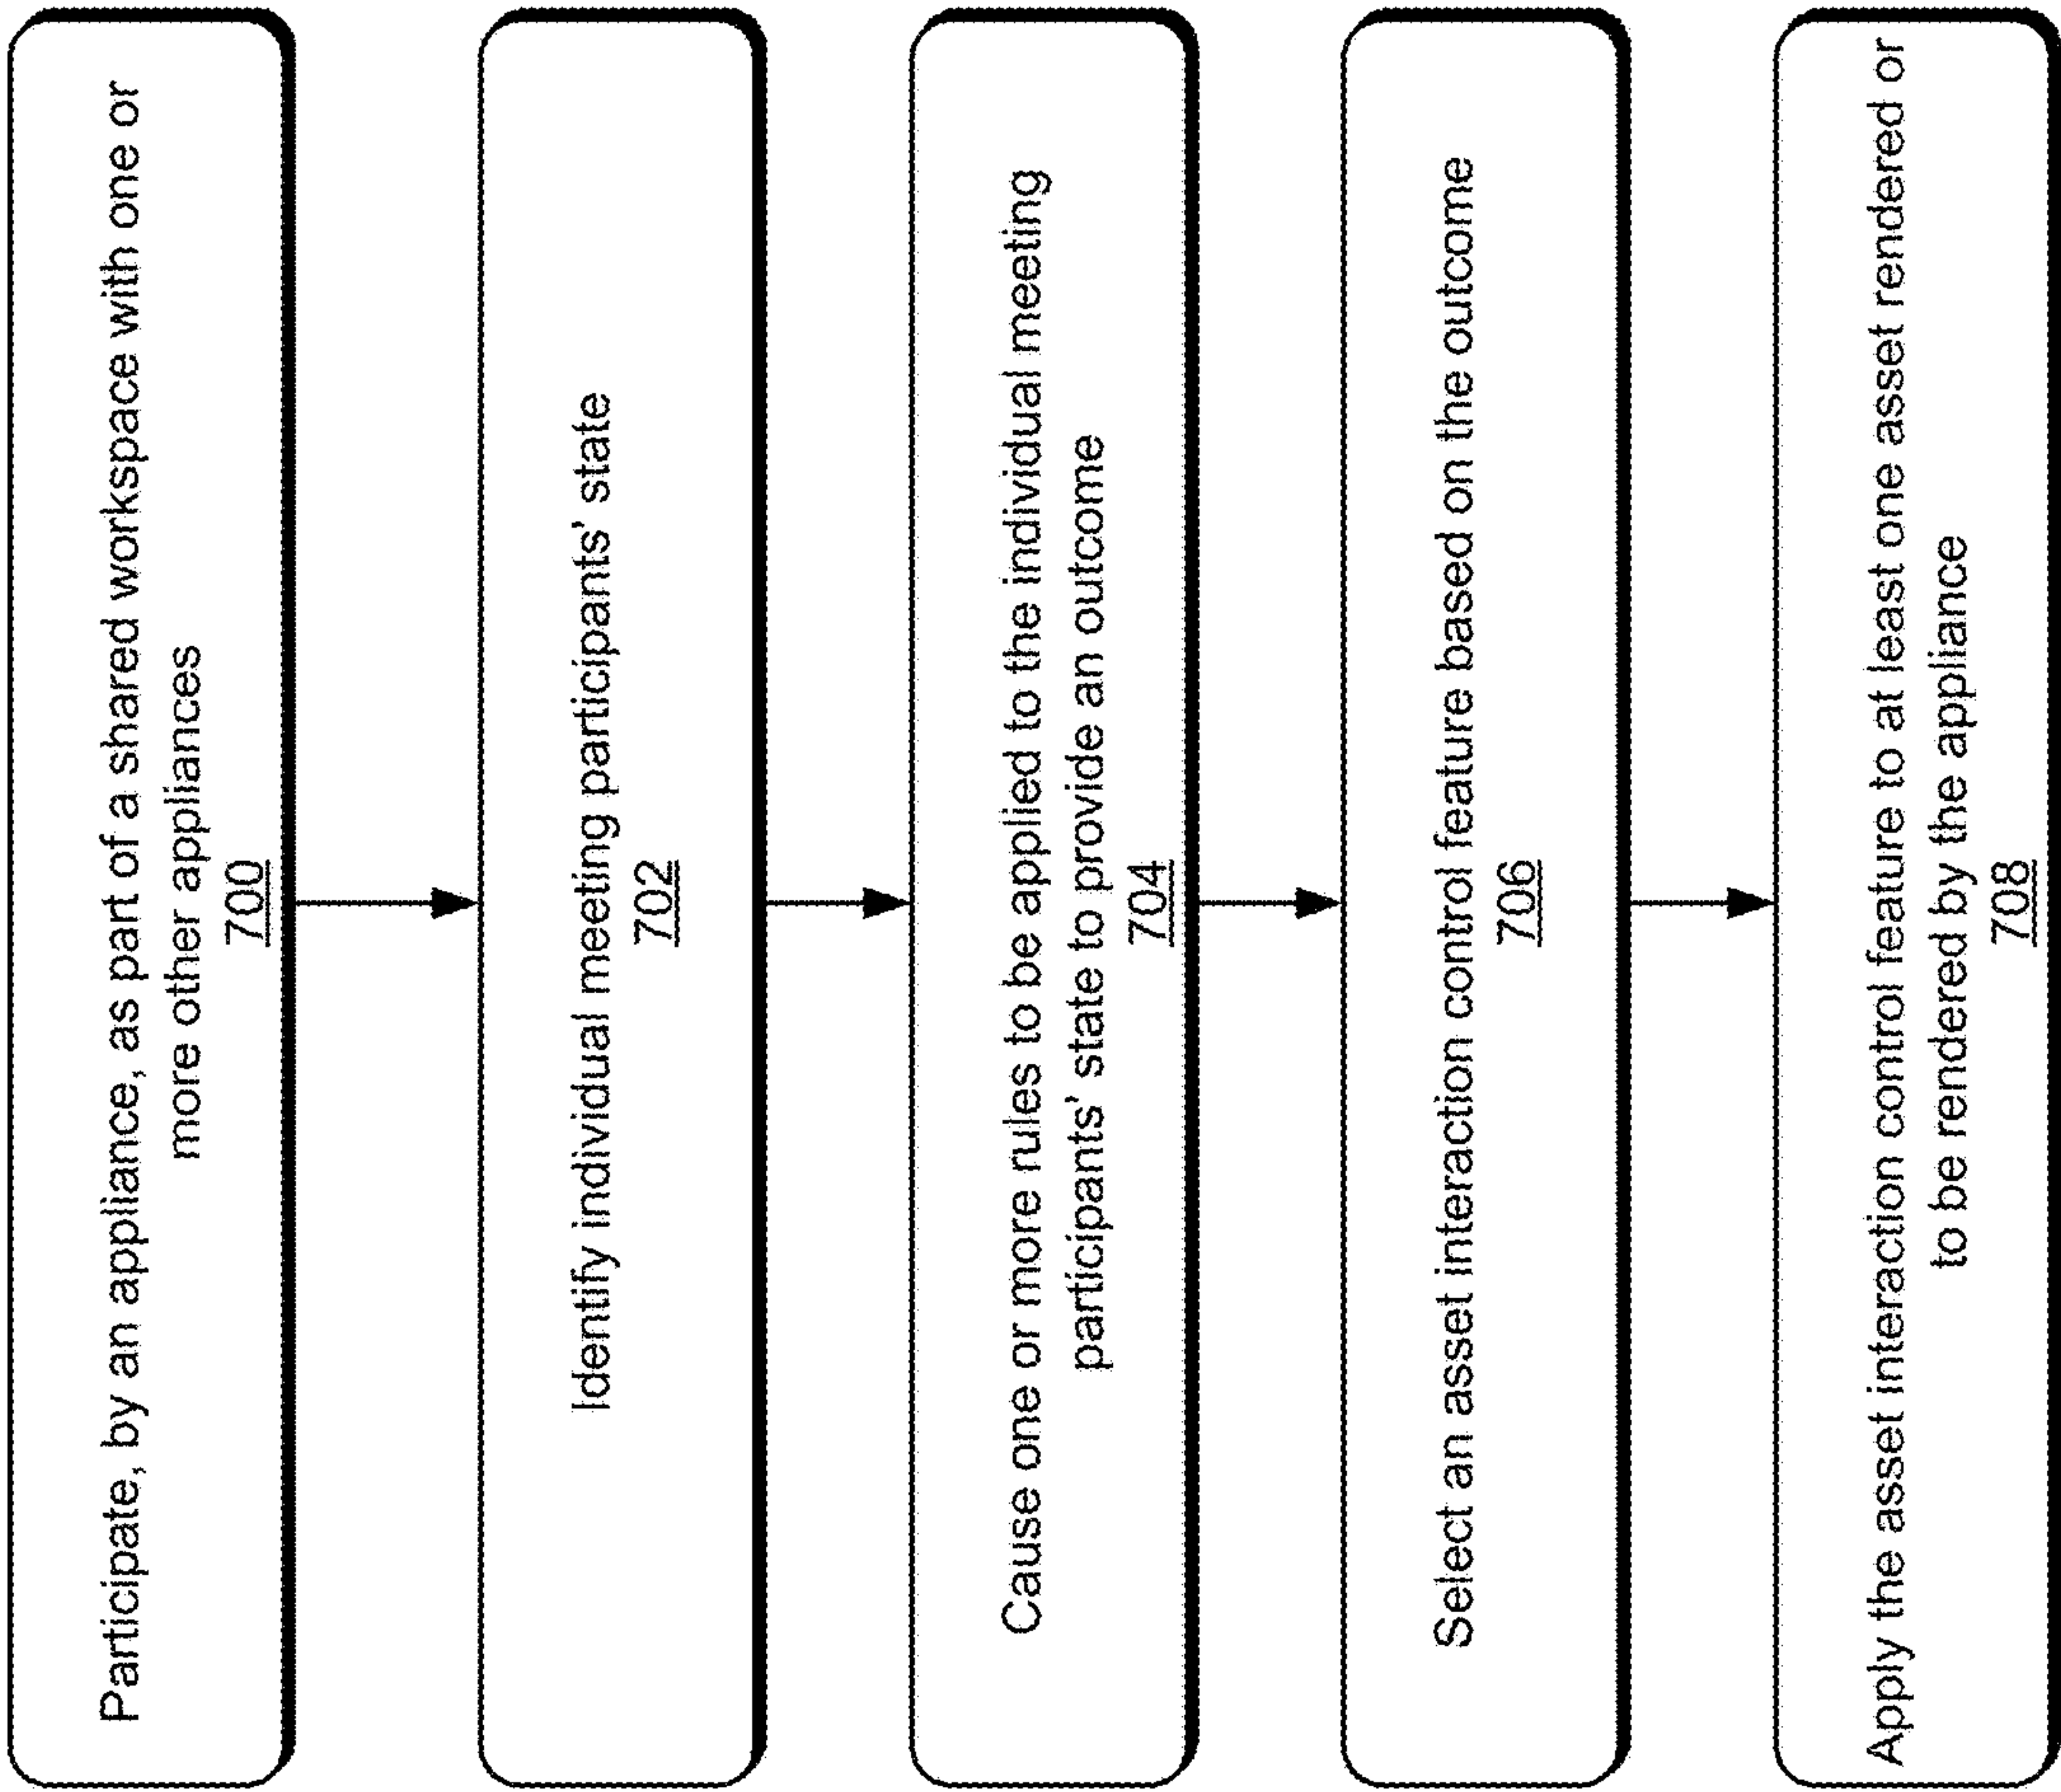 Participate, by an appliance, as part of a shared workspace with one or
more other appliances
700
Identify individual meeting participants' state
702
Cause one or more rules to be applied to the individual meeting
participants' state to provide an outcome
704
Select an asset interaction control feature based on the outcome
706
Apply the asset interaction control feature to at least one asset rendered or
to be rendered by the appliance
708